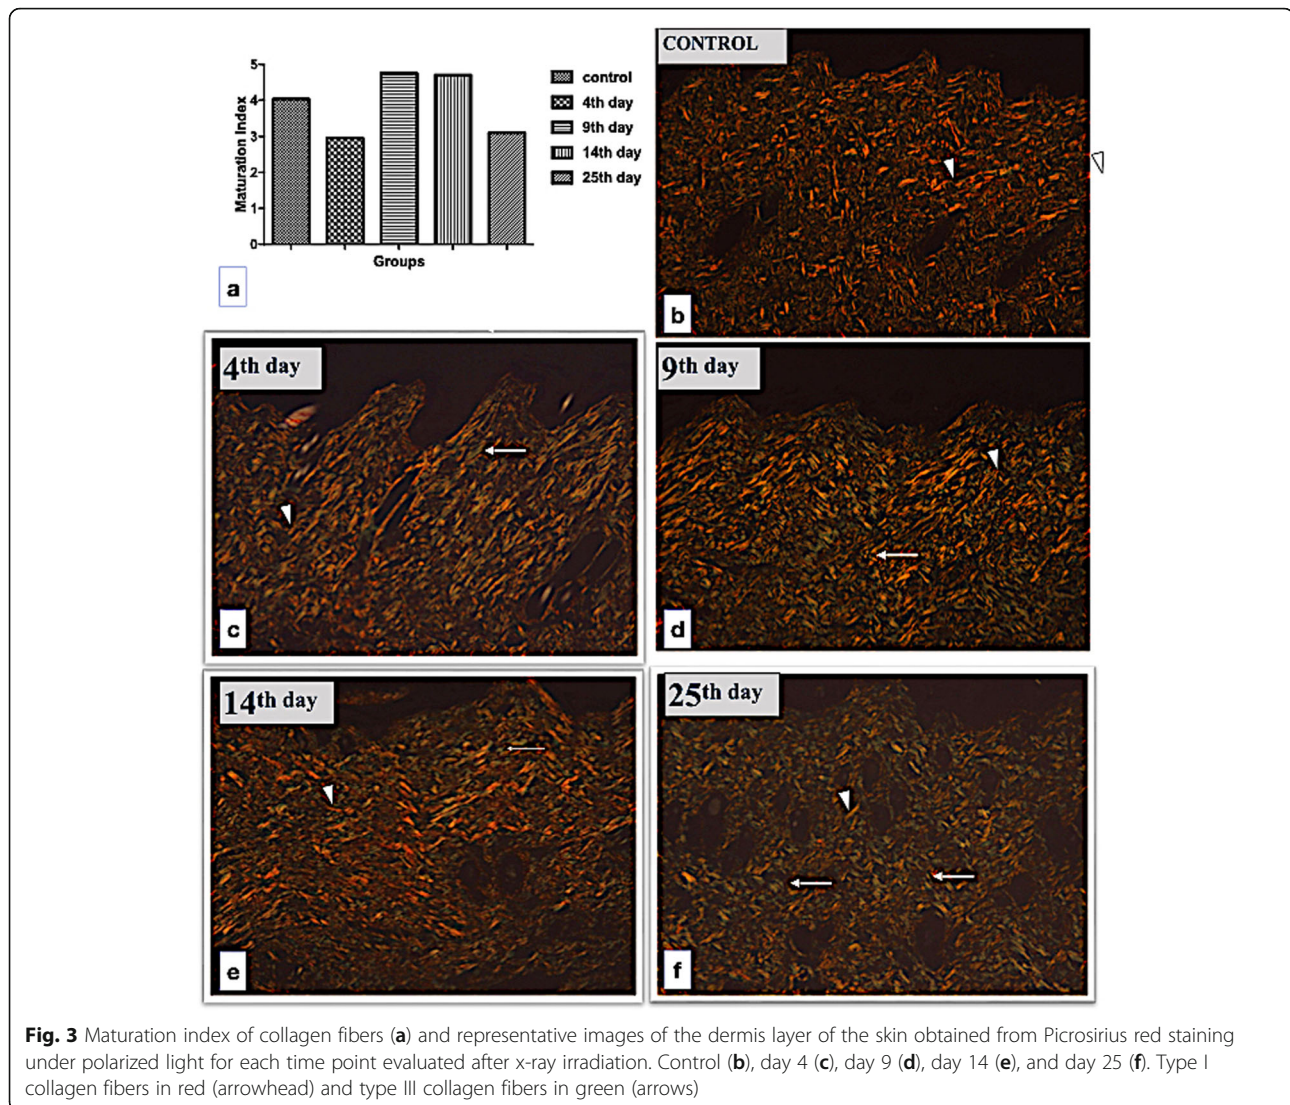 5
4
3
2
1
0
Maturation Index
Groups
control
4th day
9th day
14th day
25th day
a
CONTROL
b
4th day
c
9th day
d
14th day
e
25th day
f
Fig. 3 Maturation index of collagen fibers (a) and representative images of the dermis layer of the skin obtained from Picrosirius red staining
under polarized light for each time point evaluated after x-ray irradiation. Control (b), day 4 (c), day 9 (d), day 14 (e), and day 25 (f). Type I
collagen fibers in red (arrowhead) and type III collagen fibers in green (arrows)